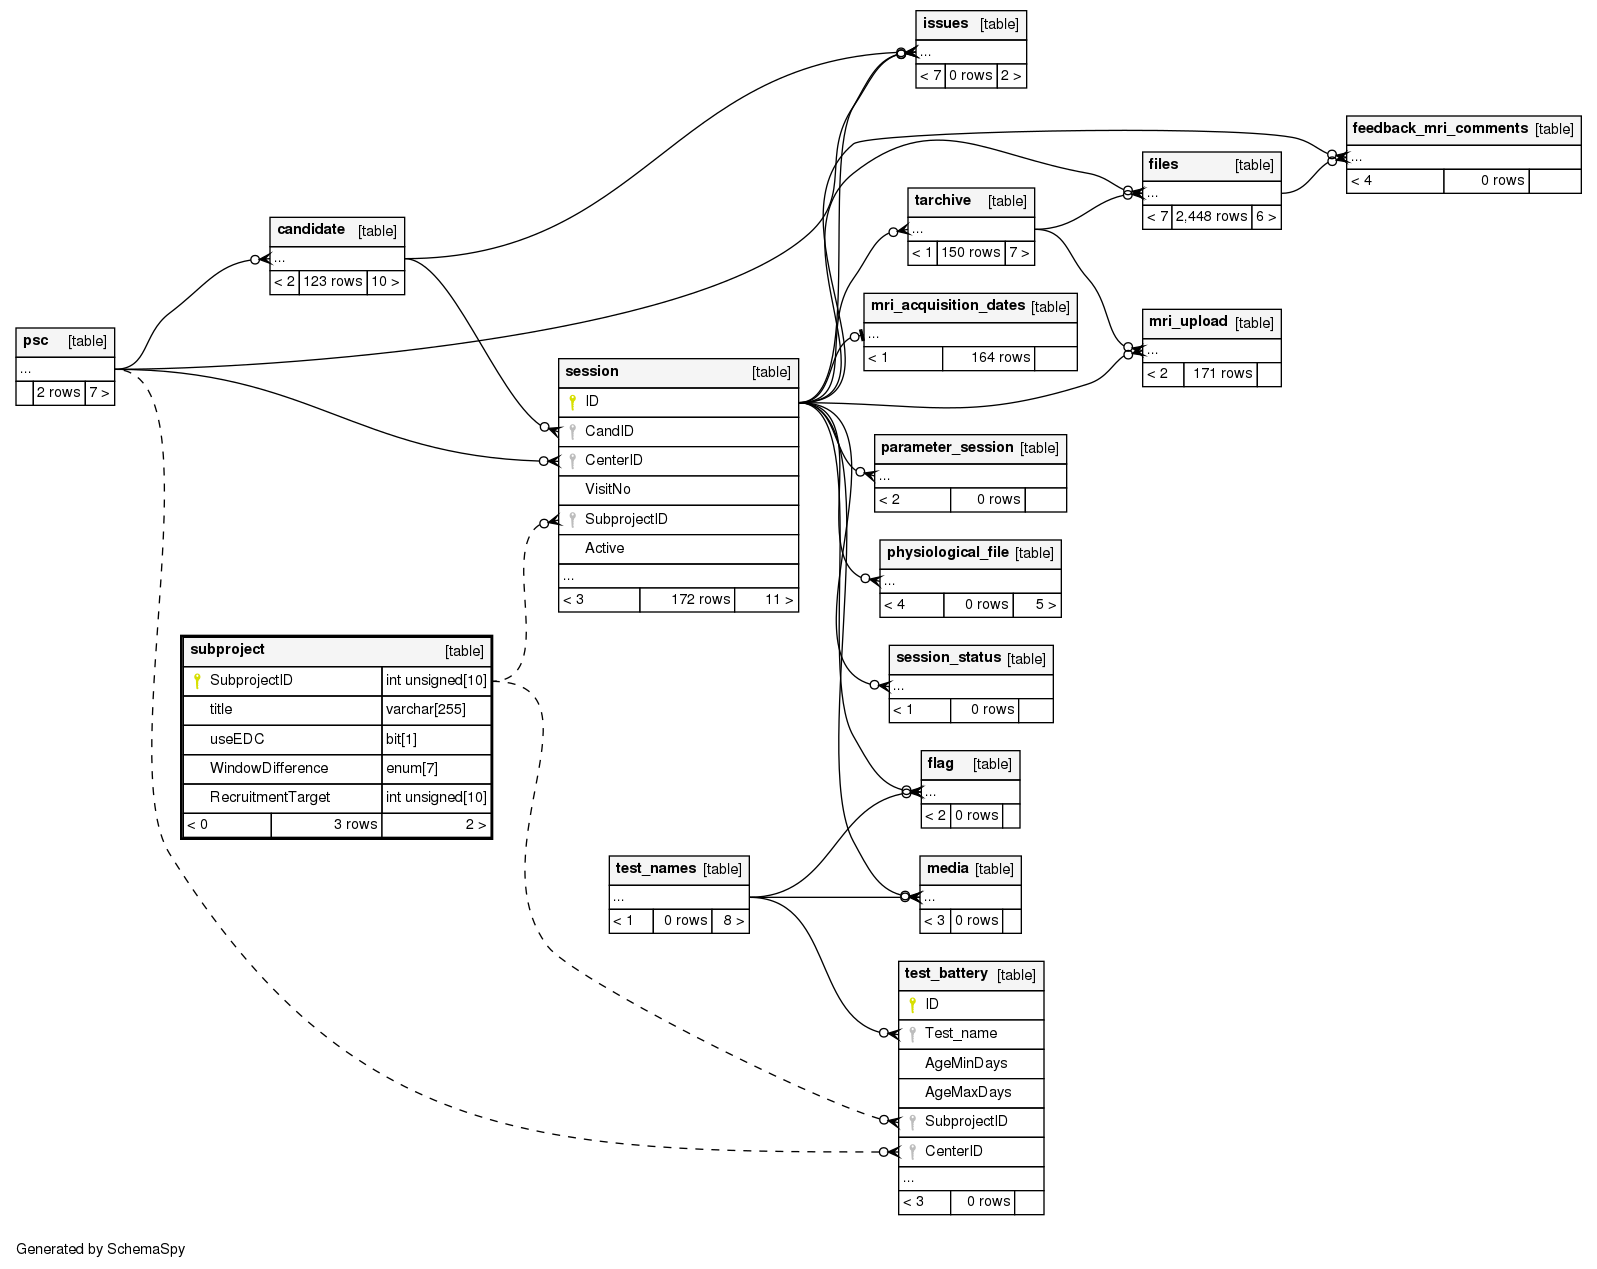 issues [table]
...
< 7 0 rows 2 >
feedback_mri_comments [table]
...
< 4 0 rows
files [table]
...
< 7 2,448 rows 6 >
tarchive [table]
...
< 1 150 rows 7 >
candidate [table]
...
< 2 123 rows 10 >
mri_acquisition_dates [table]
...
< 1 164 rows
mri_upload [table]
...
< 2 171 rows
psc [table]
...
2 rows 7 >
session [table]
ID
CandID
CenterID
VisitNo
SubprojectID
Active
...
< 3 172 rows 11 >
parameter_session [table]
...
< 2 0 rows
physiological_file [table]
...
< 4 0 rows 5 >
session_status [table]
...
< 1 0 rows
subproject [table]
SubprojectID int unsigned[10]
title varchar[255]
useEDC bit[1]
WindowDifference enum[7]
RecruitmentTarget int unsigned[10]
< 0 3 rows 2 >
flag [table]
...
< 2 0 rows
test_names [table]
...
< 1 0 rows 8 >
media [table]
...
< 3 0 rows
test_battery [table]
ID
Test_name
AgeMinDays
AgeMaxDays
SubprojectID
CenterID
...
< 3 0 rows
Generated by SchemaSpy